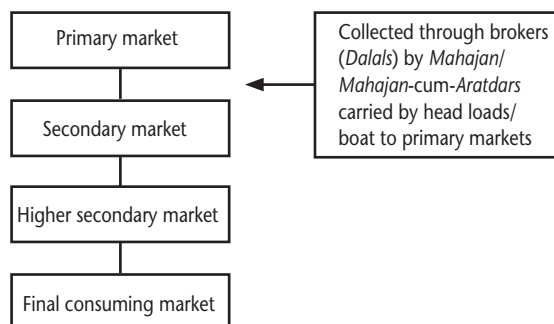 Primary market
Secondary market
Higher secondary market
Final consuming market
Collected through brokers
(Dalals) by Mahajan/
Mahajan-cum-Aratdars
carried by head loads/
boat to primary markets